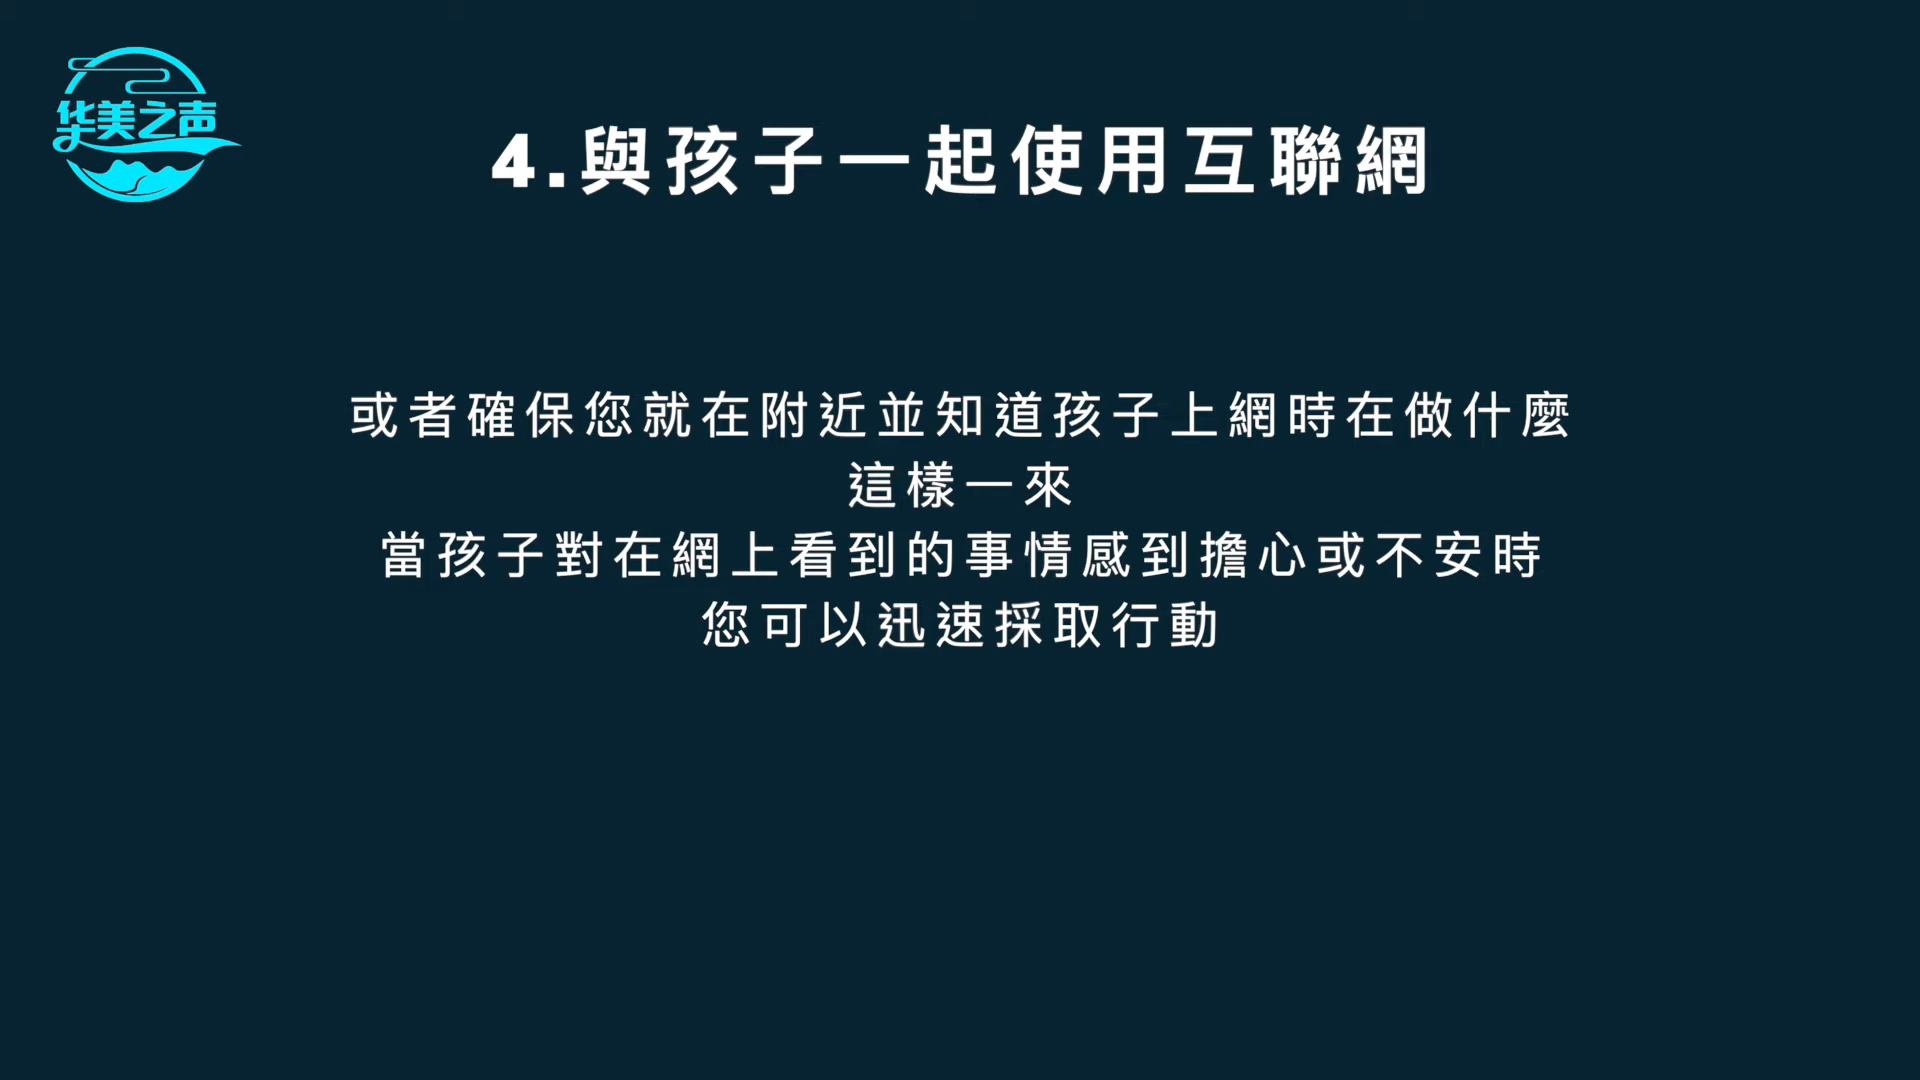 华美之声
4.與孩子一起使用互聯網
或者確保您就在附近並知道孩子上網時在做什麼
這樣一來
當孩子對在網上看到的事情感到擔心或不安時
您可以迅速採取行動